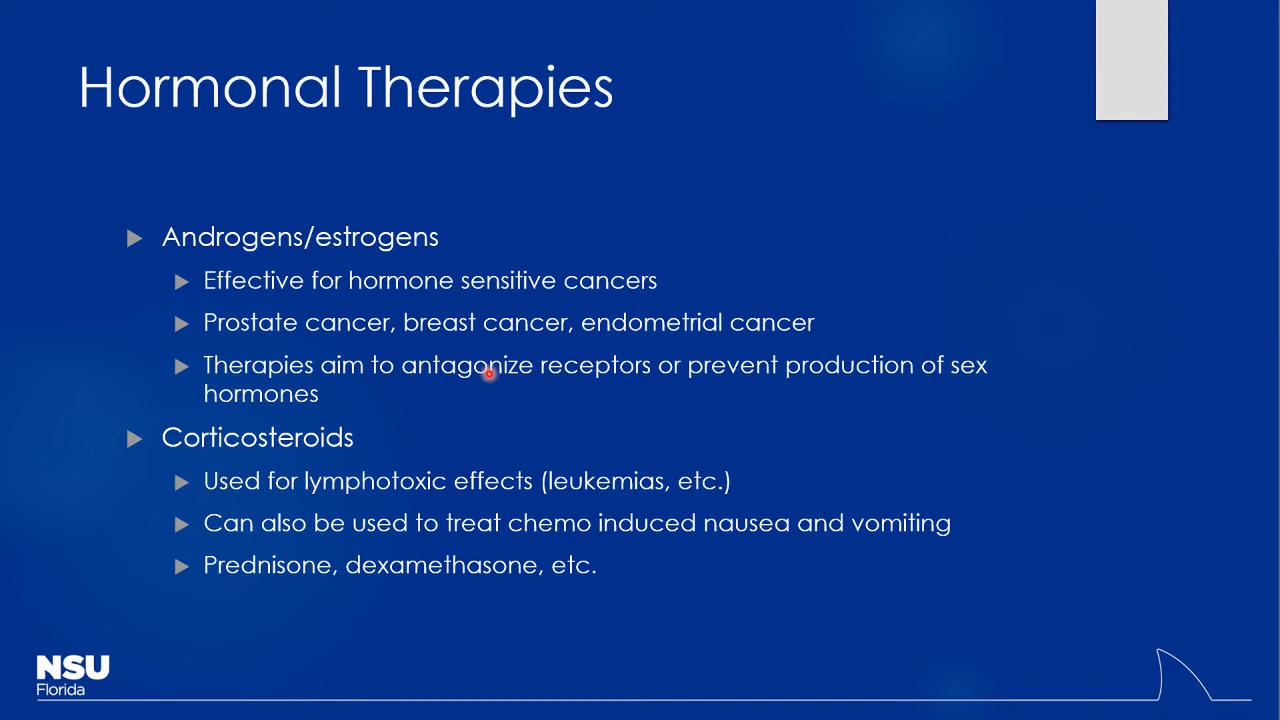 Hormonal Therapies
Androgens/estrogens
Effective for hormone sensitive cancers
Prostate cancer, breast cancer, endometrial cancer
Therapies aim to antagonize receptors or prevent production of sex
hormones
Corticosteroids
Used for lymphotoxic effects (leukemias, etc.)
Can also be used to treat chemo induced nausea and vomiting
Prednisone, dexamethasone, etc.
NSU
Florida